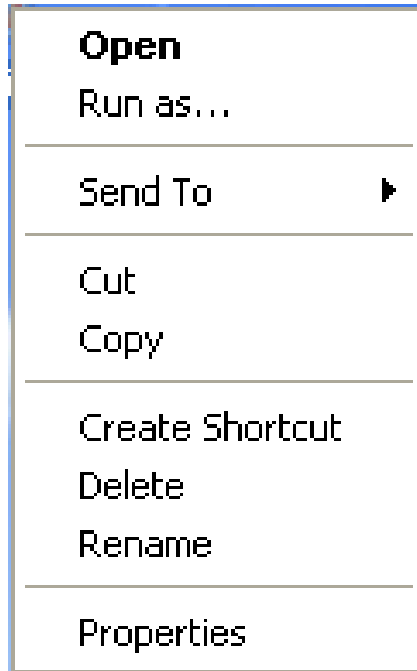 Open
Run as...
Send To
Cut
Copy
Create Shortcut
Delete
Rename
Properties